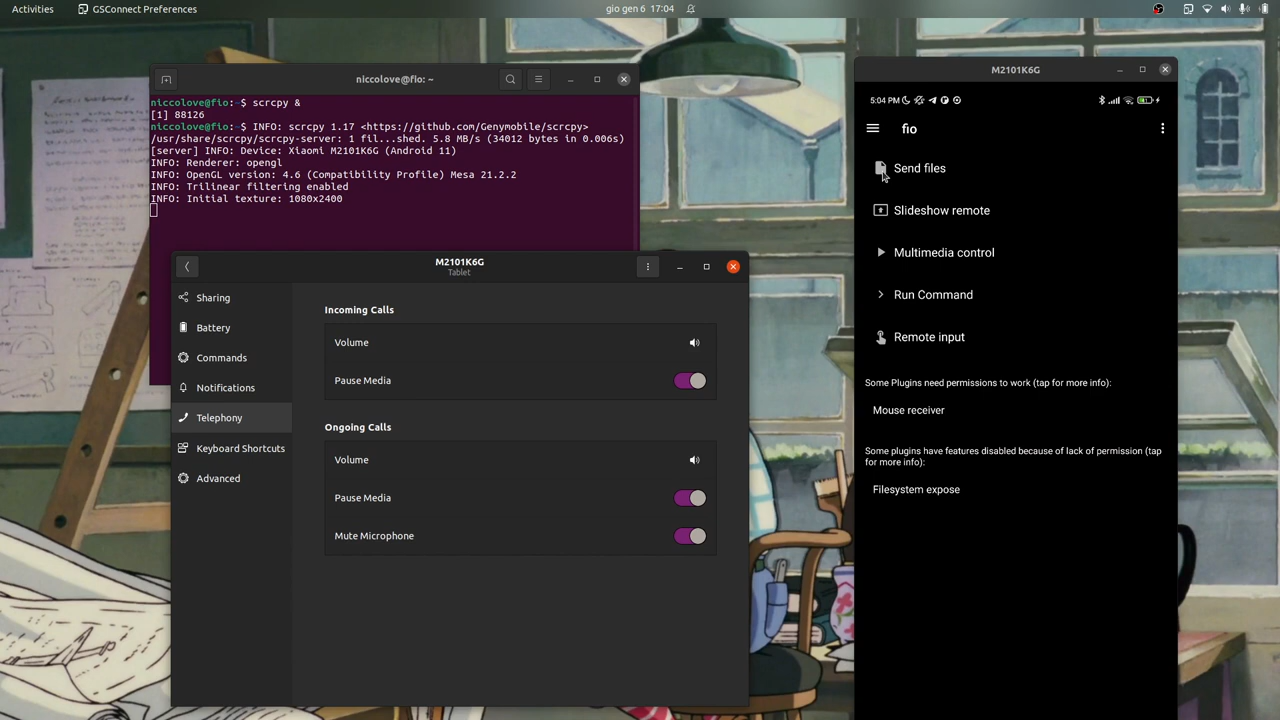 Activities
GSConnect Preferences
gio gen 6 17:04
niccolove@fio: ~
niccolove@fio:~$ scrcpy &
[1] 88126
niccolove@fio:~$ INFO: scrcpy 1.17 <https://github.com/Genymobile/scrcpy>
/usr/share/scrcpy/scrcpy-server: 1 fil...shed. 5.8 MB/s (34012 bytes in 0.006s)
[server] INFO: Device: Xiaomi M2101K6G (Android 11)
INFO: Renderer: opengl
INFO: OpenGL version: 4.6 (Compatibility Profile) Mesa 21.2.2
INFO: Trilinear filtering enabled
INFO: Initial texture: 1080x2400
M2101K6G
Tablet
Sharing
Battery
Commands
Notifications
Telephony
Keyboard Shortcuts
Advanced
Incoming Calls
Volume
Pause Media
Ongoing Calls
Volume
Pause Media
Mute Microphone
M2101K6G
5:04 PM
fio
Send files
Slideshow remote
Multimedia control
Run Command
Remote input
Some Plugins need permissions to work (tap for more info):
Mouse receiver
Some plugins have features disabled because of lack of permission (tap
for more info):
Filesystem expose